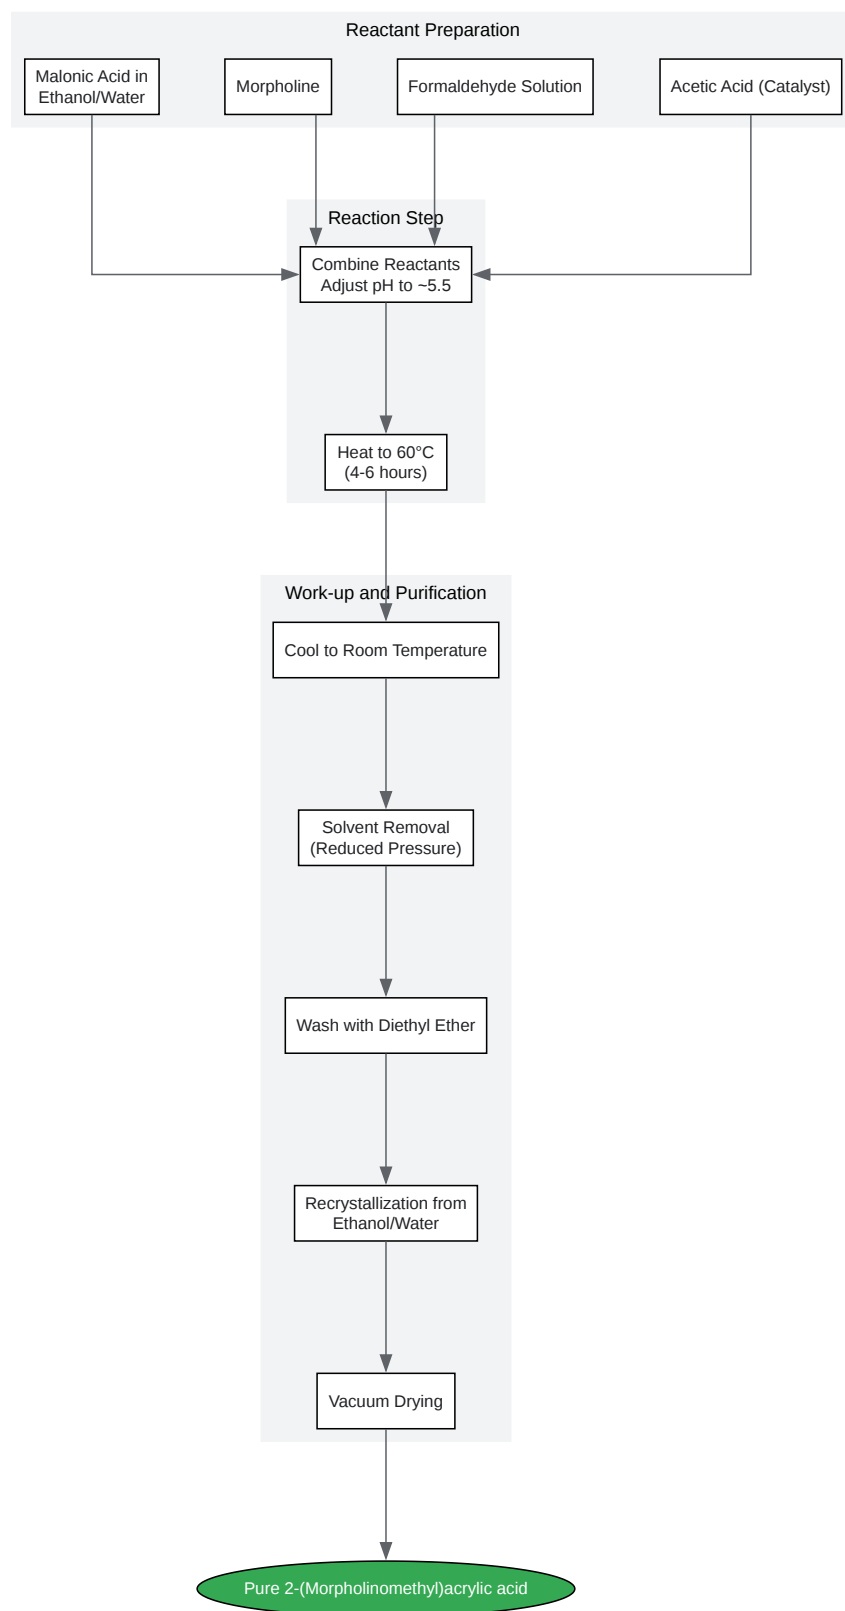 Reactant Preparation
Malonic Acid in
Ethanol/Water
Morpholine
Formaldehyde Solution
Acetic Acid (Catalyst)
Reaction Step
Combine Reactants
Adjust pH to ~5.5
Heat to 60°C
(4-6 hours)
Work-up and Purification
Cool to Room Temperature
Solvent Removal
(Reduced Pressure)
Wash with Diethyl Ether
Recrystallization from
Ethanol/Water
Vacuum Drying
Pure 2-(Morpholinomethyl)acrylic acid